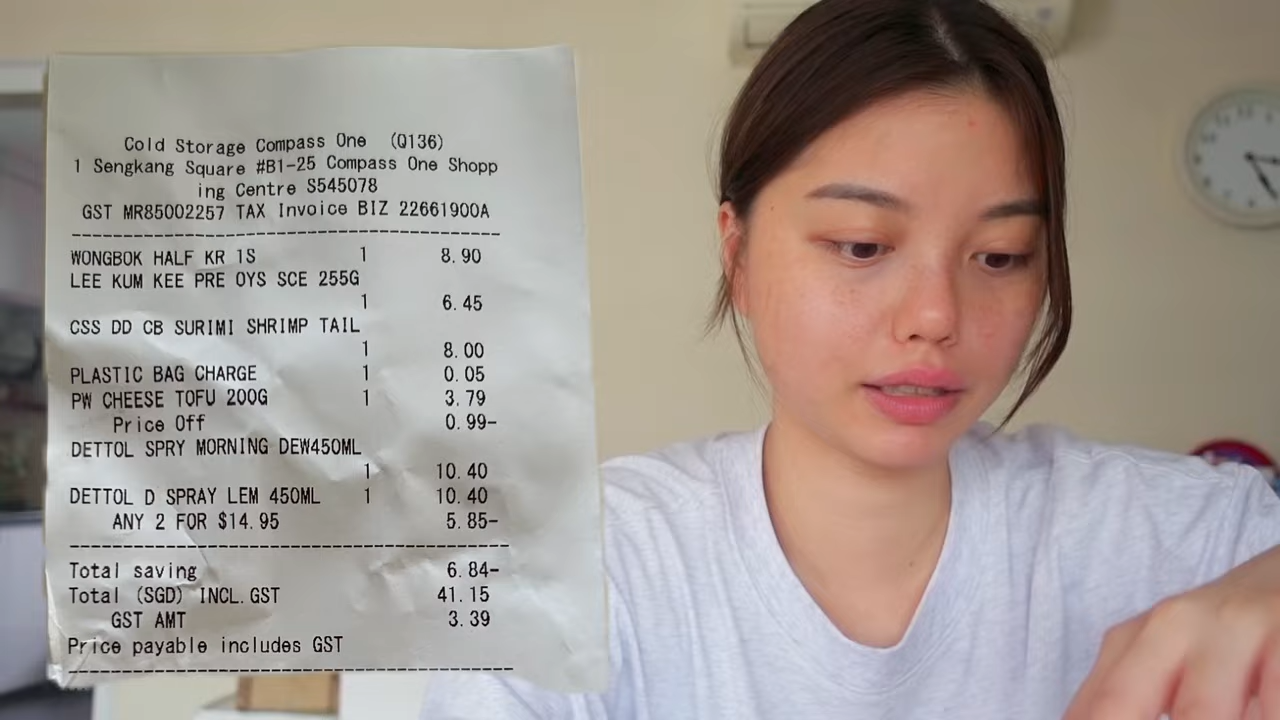 Cold Storage Compass One (Q136)
1 Sengkang Square #B1-25 Compass One Shopp
ing Centre S545078
GST MR85002257 TAX Invoice BIZ 22661900A
WONGBOK HALF KR 1S 1 8.90
LEE KUM KEE PRE OYS SCE 255G
1 6.45
CSS DD CB SURIMI SHRIMP TAIL
1 8.00
PLASTIC BAG CHARGE 1 0.05
PW CHEESE TOFU 200G 1 3.79
Price Off 0.99-
DETTOL SPRY MORNING DEW450ML
1 10.40
DETTOL D SPRAY LEM 450ML 1 10.40
ANY 2 FOR $14.95 5.85-
Total saving 6.84-
Total (SGD) INCL.GST 41.15
GST AMT 3.39
Price payable includes GST